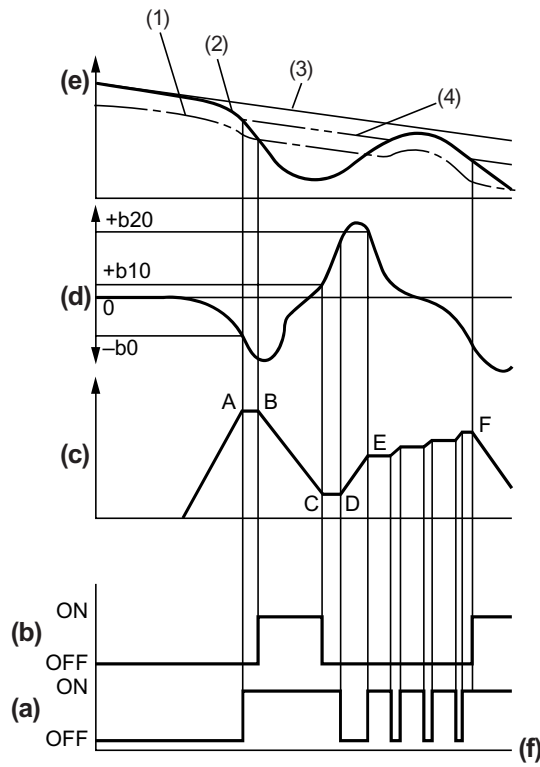 (1)
(2)
(3)
(4)
(e)
+b20
+b10
(d)
0
–b0
A B
E
F
(c)
C D
ON
(b)
OFF
ON
(a)
OFF
(f)